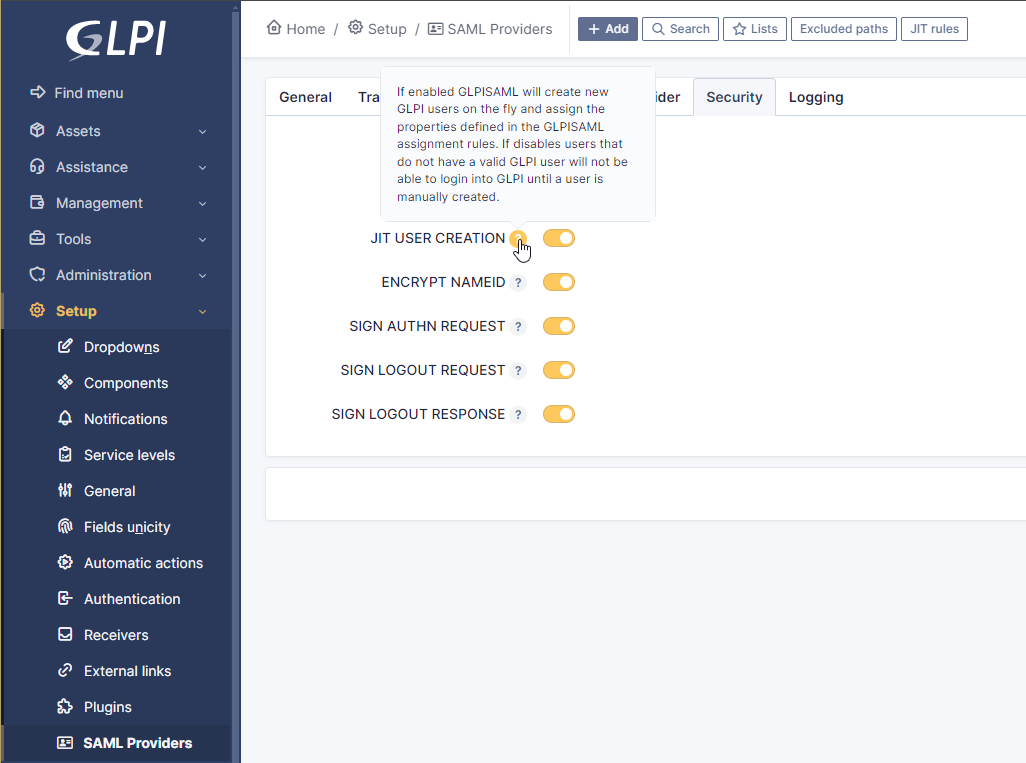 GLPI
Find menu
Assets
Assistance
Management
Tools
Administration
Setup
Dropdowns
Components
Notifications
Service levels
General
Fields unicity
Automatic actions
Authentication
Receivers
External links
Plugins
SAML Providers
Home / Setup / SAML Providers
+ Add Search Lists Excluded paths JIT rules
General Tra ider Security Logging
If enabled GLPISAML will create new
GLPI users on the fly and assign the
properties defined in the GLPISAML
assignment rules. If disables users that
do not have a valid GLPI user will not be
able to login into GLPI until a user is
manually created.
JIT USER CREATION ?
ENCRYPT NAMEID ?
SIGN AUTHN REQUEST ?
SIGN LOGOUT REQUEST ?
SIGN LOGOUT RESPONSE ?